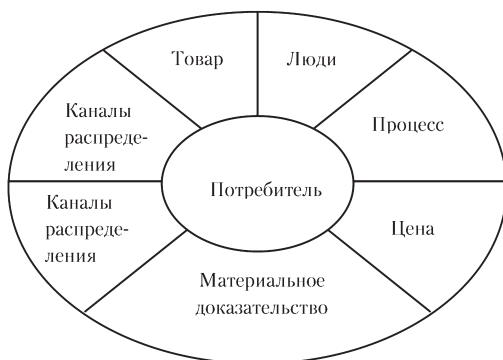 Товар
Люди
Каналы
распреде-
ления
Процесс
Потребитель
Каналы
распреде-
ления
Цена
Материальное
доказательство